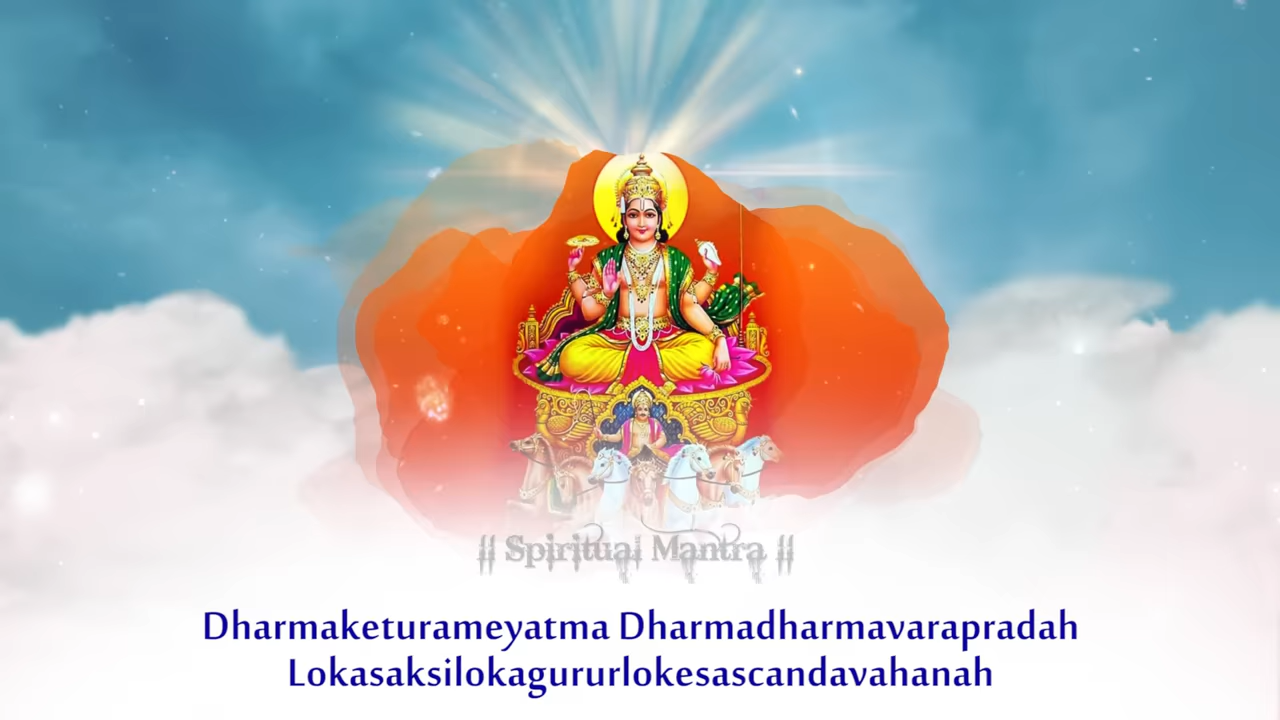 || Spiritual Mantra ||
Dharmaketurameyatma Dharmadharmavarapradah
Lokasaksilokagururlokesascandavahanah